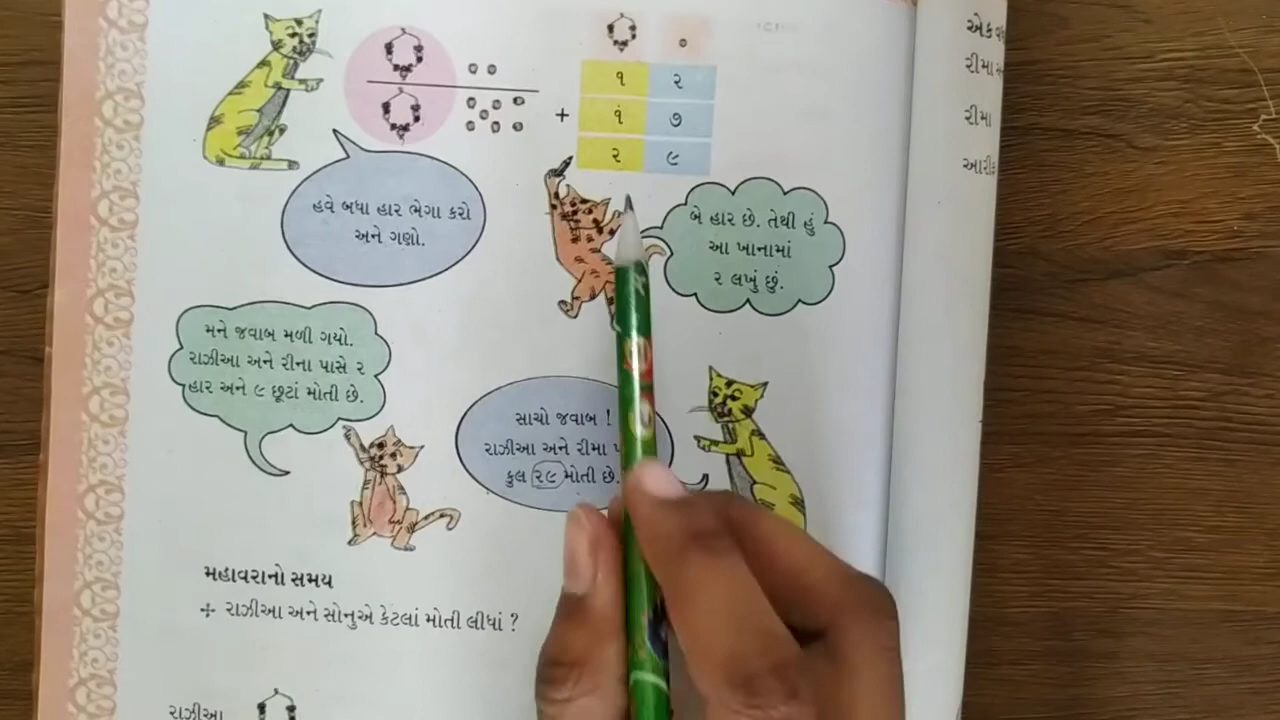 ૧ ૨
+ ૧ ૭
૨ ૯
હવે બધા હાર ભેગા કરો
અને ગણો.
બે હાર છે. તેથી હું
આ ખાનામાં
૨ લખું છું.
મને જવાબ મળી ગયો.
રાઝીઆ અને રીના પાસે ૨
હાર અને ૯ છૂટાં મોતી છે.
સાચો જવાબ !
રાઝીઆ અને રીમા
કુલ ૨૯ મોતી છે.
મહાવરાનો સમય
રાઝીઆ અને સોનુએ કેટલાં મોતી લીધાં ?
રાઝીઆ
એક
રીમા
રીમા